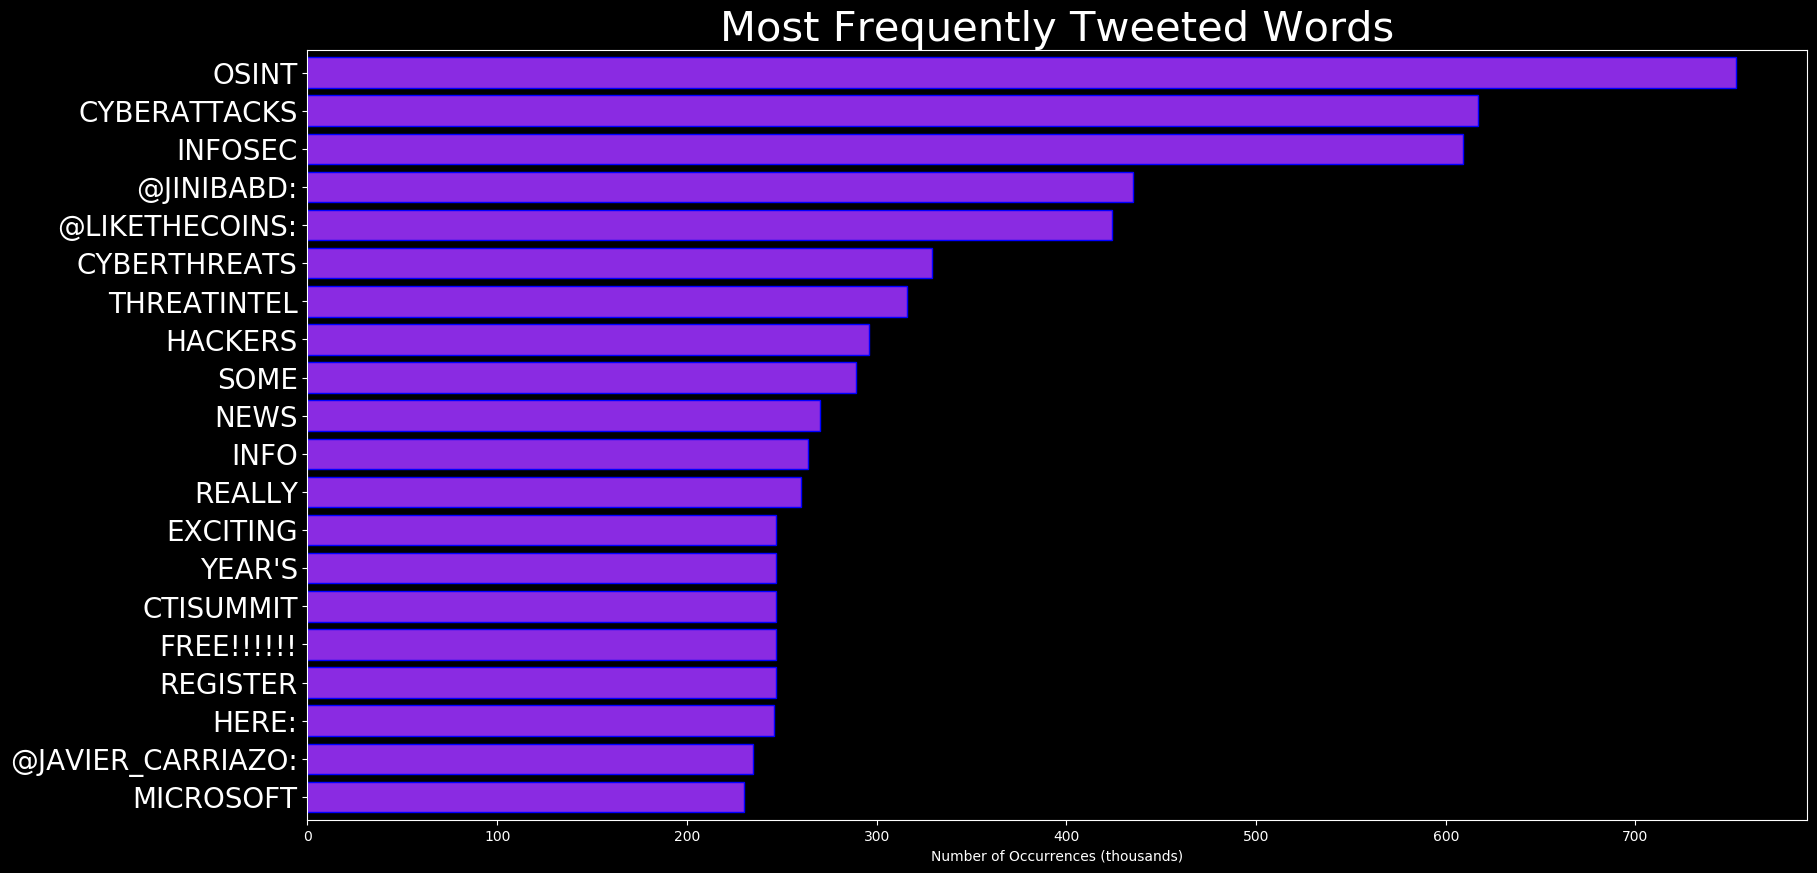 Most Frequently Tweeted Words
OSINT
CYBERATTACKS
INFOSEC
@JINIBABD:
@LIKETHECOINS:
CYBERTHREATS
THREATINTEL
HACKERS
SOME
NEWS
INFO
REALLY
EXCITING
YEAR'S
CTISUMMIT
FREE!!!!!!
REGISTER
HERE:
@JAVIER_CARRIAZO:
MICROSOFT
0 100 200 300 400 500 600 700
Number of Occurrences (thousands)